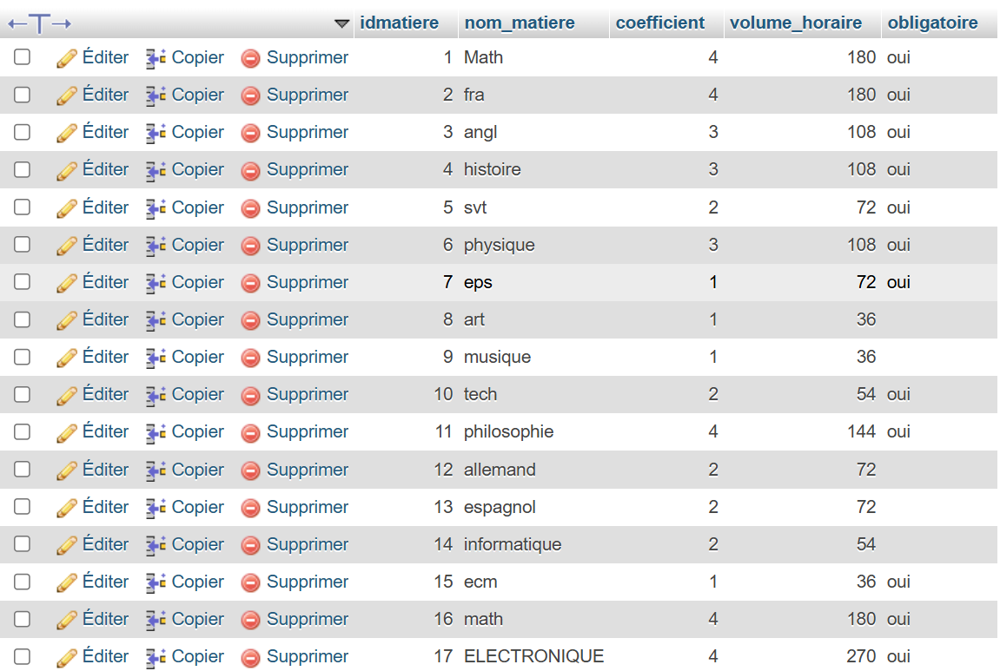 idmatiere nom_matiere coefficient volume_horaire obligatoire
Éditer Copier Supprimer 1 Math 4 180 oui
Éditer Copier Supprimer 2 fra 4 180 oui
Éditer Copier Supprimer 3 angl 3 108 oui
Éditer Copier Supprimer 4 histoire 3 108 oui
Éditer Copier Supprimer 5 svt 2 72 oui
Éditer Copier Supprimer 6 physique 3 108 oui
Éditer Copier Supprimer 7 eps 1 72 oui
Éditer Copier Supprimer 8 art 1 36
Éditer Copier Supprimer 9 musique 1 36
Éditer Copier Supprimer 10 tech 2 54 oui
Éditer Copier Supprimer 11 philosophie 4 144 oui
Éditer Copier Supprimer 12 allemand 2 72
Éditer Copier Supprimer 13 espagnol 2 72
Éditer Copier Supprimer 14 informatique 2 54
Éditer Copier Supprimer 15 ecm 1 36 oui
Éditer Copier Supprimer 16 math 4 180 oui
Éditer Copier Supprimer 17 ELECTRONIQUE 4 270 oui